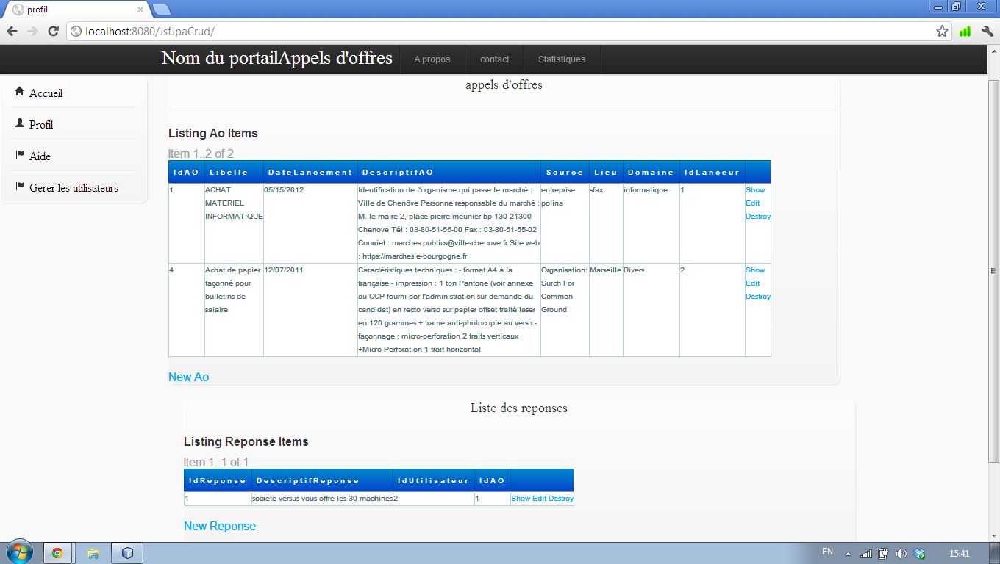 profil
localhost:8080/JsfJpaCrud/
Nom du portailAppels d'offres A propos contact Statistiques
Accueil
Profil
Aide
Gerer les utilisateurs
appels d'offres
Listing Ao Items
Item 1..2 of 2
IdAO Libelle DateLancement DescriptifAO Source Lieu Domaine IdLanceur
1
ACHAT
MATERIEL
INFORMATIQUE
05/15/2012
Identification de l'organisme qui passe le marché :
Ville de Chenôve Personne responsable du marché :
M. le maire 2, place pierre meunier bp 130 21300
Chenove Tél : 03-80-51-55-00 Fax : 03-80-51-55-02
Courriel : marches.publics@ville-chenove.fr Site web
: https://marches.e-bourgogne.fr
entreprise
polina
sfax
informatique
1
Show
Edit
Destroy
4
Achat de papier
façonné pour
bulletins de
salaire
12/07/2011
Caractéristiques techniques : - format A4 à la
française - impression : 1 ton Pantone (voir annexe
au CCP fourni par l'administration sur demande du
candidat) en recto verso sur papier offset traité laser
en 120 grammes + trame anti-photocopie au verso -
façonnage : micro-perforation 2 traits verticaux
+Micro-Perforation 1 trait horizontal
Organisation:
Surch For
Common
Ground
Marseille
Divers
2
Show
Edit
Destroy
New Ao
Liste des reponses
Listing Reponse Items
Item 1..1 of 1
IdReponse DescriptifReponse IdUtilisateur IdAO
1 societe versus vous offre les 30 machines 2 1 Show Edit Destroy
New Reponse
EN 15:41